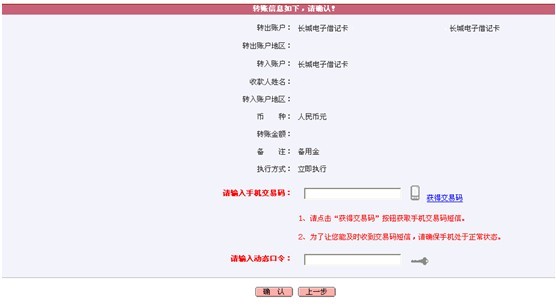 转账信息如下，请确认！
转出账户： 长城电子借记卡 长城电子借记卡
转出账户地区：
转入账户： 长城电子借记卡
收款人姓名：
转入账户地区：
币 种： 人民币元
转账金额：
备 注： 备用金
执行方式： 立即执行
请输入手机交易码： 获得交易码
1、请点击“获得交易码”按钮获取手机交易码短信。
2、为了让您能及时收到交易码短信，请确保手机处于正常状态。
请输入动态口令：
确 认 上一步